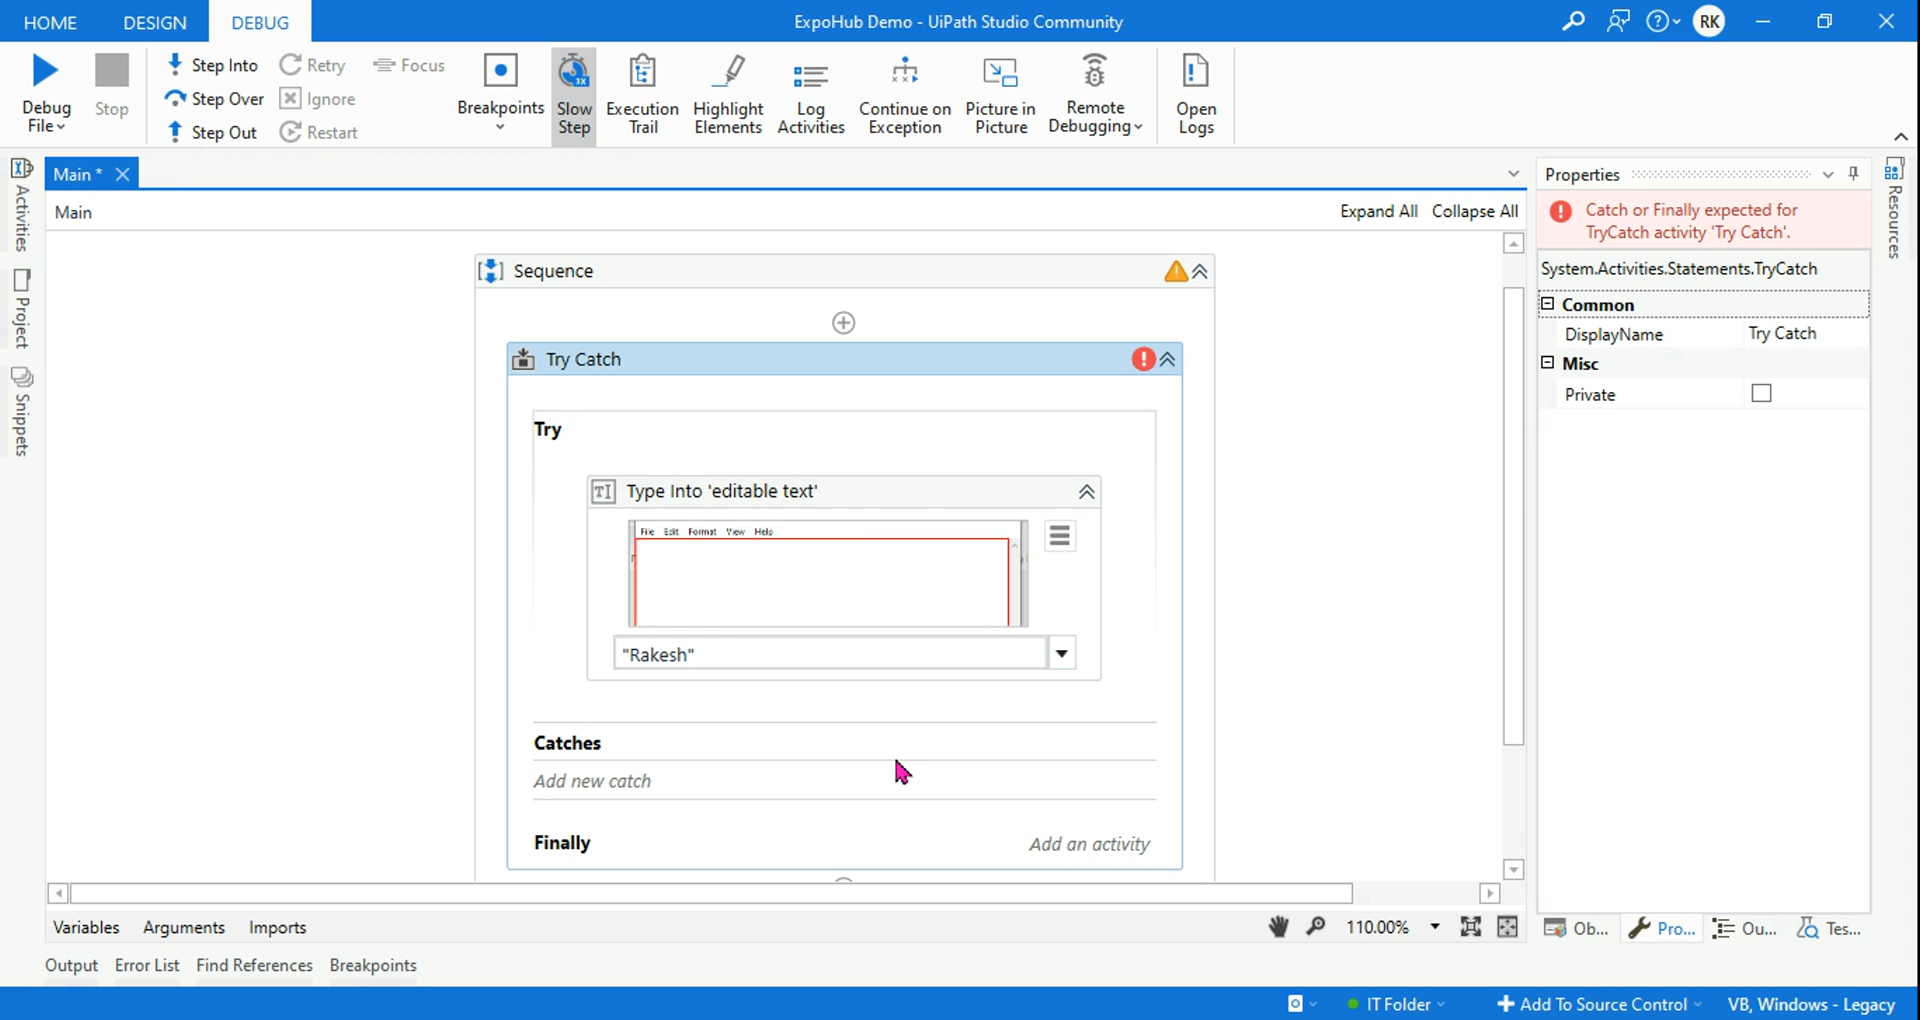 HOME DESIGN DEBUG ExpoHub Demo - UiPath Studio Community RK
Debug File
Stop
Step Into
Step Over
Step Out
Retry
Ignore
Restart
Focus
Breakpoints
3X
Slow Step
Execution Trail
Highlight Elements
Log Activities
Continue on Exception
Picture in Picture
Remote Debugging
Open Logs
Activities
Project
Snippets
Main *
Main Expand All Collapse All
Sequence
Try Catch
Try
Type Into 'editable text'
File Edit Format View Help
"Rakesh"
Catches
Add new catch
Finally Add an activity
Properties
Catch or Finally expected for
TryCatch activity 'Try Catch'.
System.Activities.Statements.TryCatch
Common
DisplayName Try Catch
Misc
Private
Resources
Variables Arguments Imports 110.00% Ob... Pro... Ou... Tes...
Output Error List Find References Breakpoints
IT Folder Add To Source Control VB, Windows - Legacy